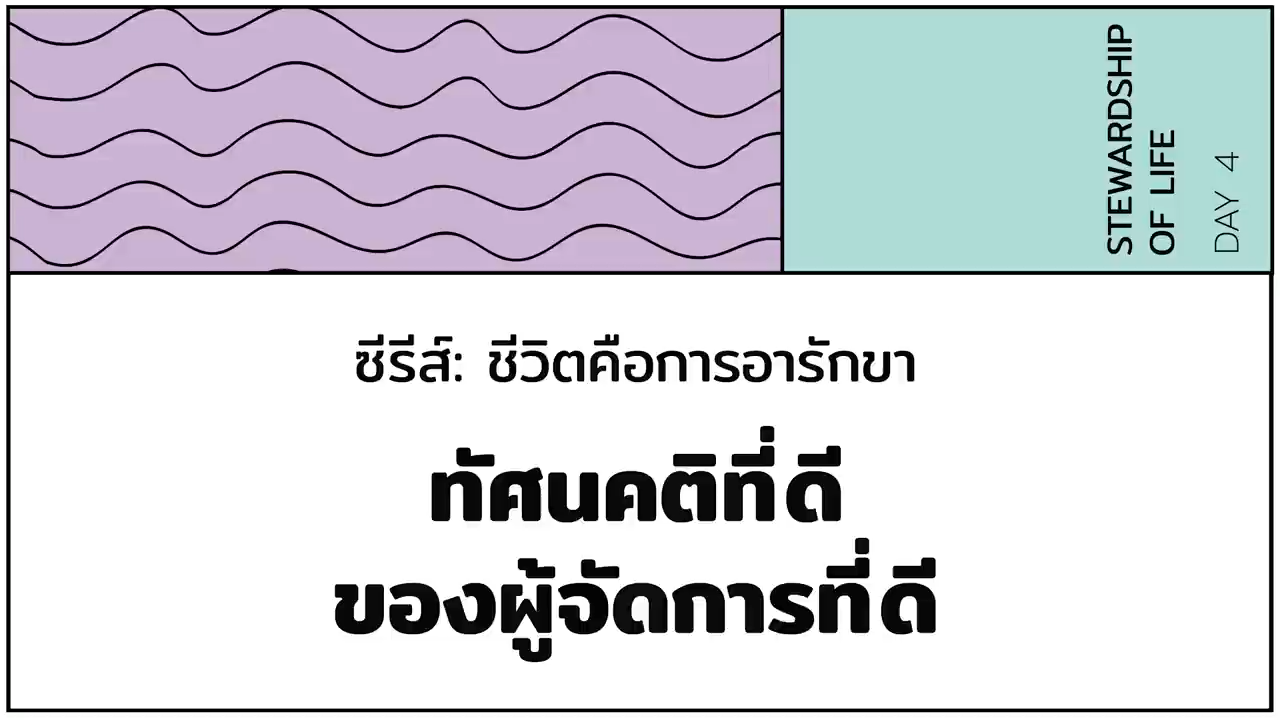 STEWARDSHIP
OF LIFE
DAY 4
ซีรีส์: ชีวิตคือการอารักขา
ทัศนคติที่ดี
ของผู้จัดการที่ดี